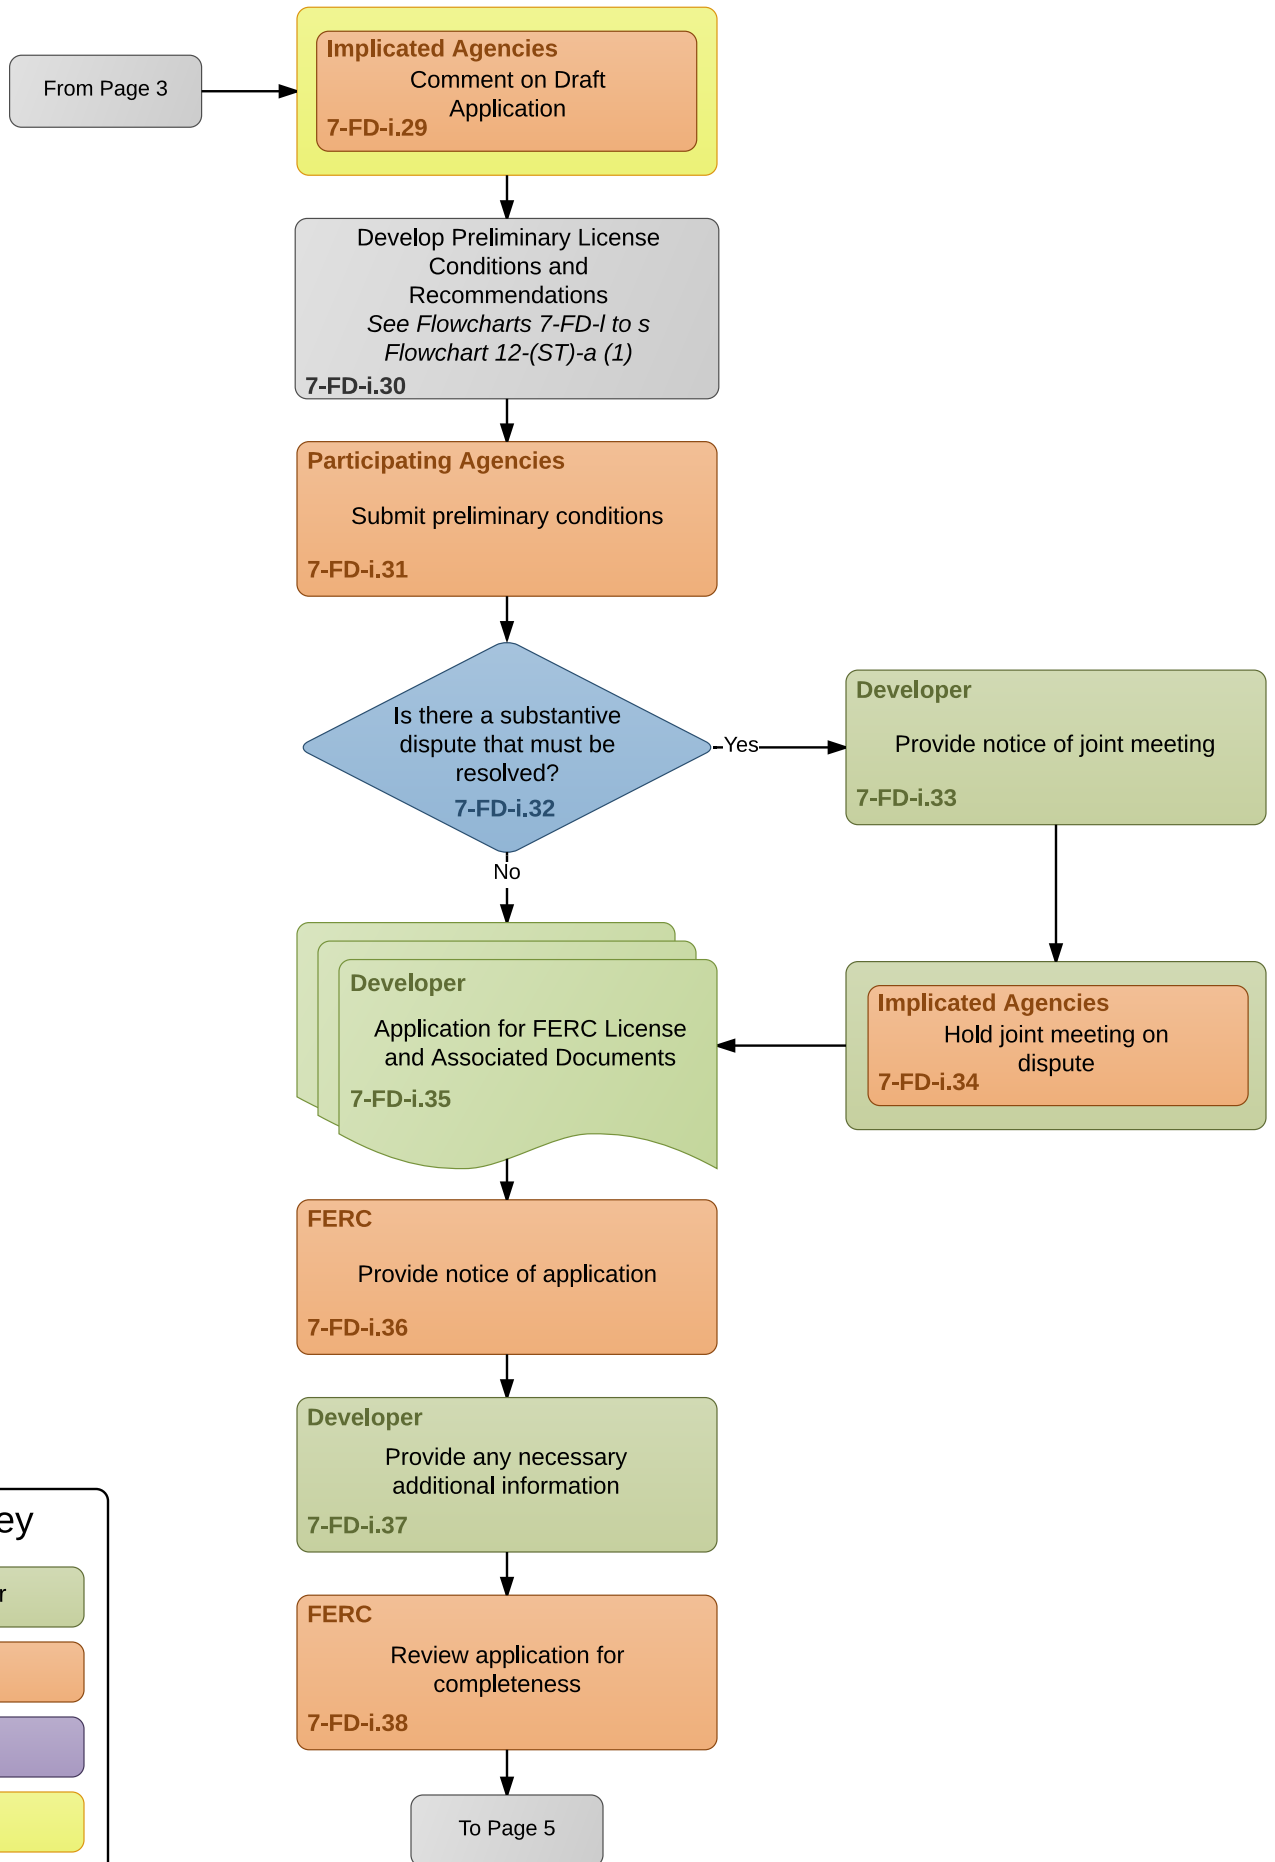 From Page 3
Implicated Agencies
Comment on Draft
Application
7-FD-i.29
Develop Preliminary License
Conditions and
Recommendations
See Flowcharts 7-FD-l to s
Flowchart 12-(ST)-a (1)
7-FD-i.30
Participating Agencies
Submit preliminary conditions
7-FD-i.31
Is there a substantive
dispute that must be
resolved?
7-FD-i.32
Yes
Developer
Provide notice of joint meeting
7-FD-i.33
No
Developer
Application for FERC License
and Associated Documents
7-FD-i.35
Implicated Agencies
Hold joint meeting on
dispute
7-FD-i.34
FERC
Provide notice of application
7-FD-i.36
Developer
Provide any necessary
additional information
7-FD-i.37
FERC
Review application for
completeness
7-FD-i.38
To Page 5